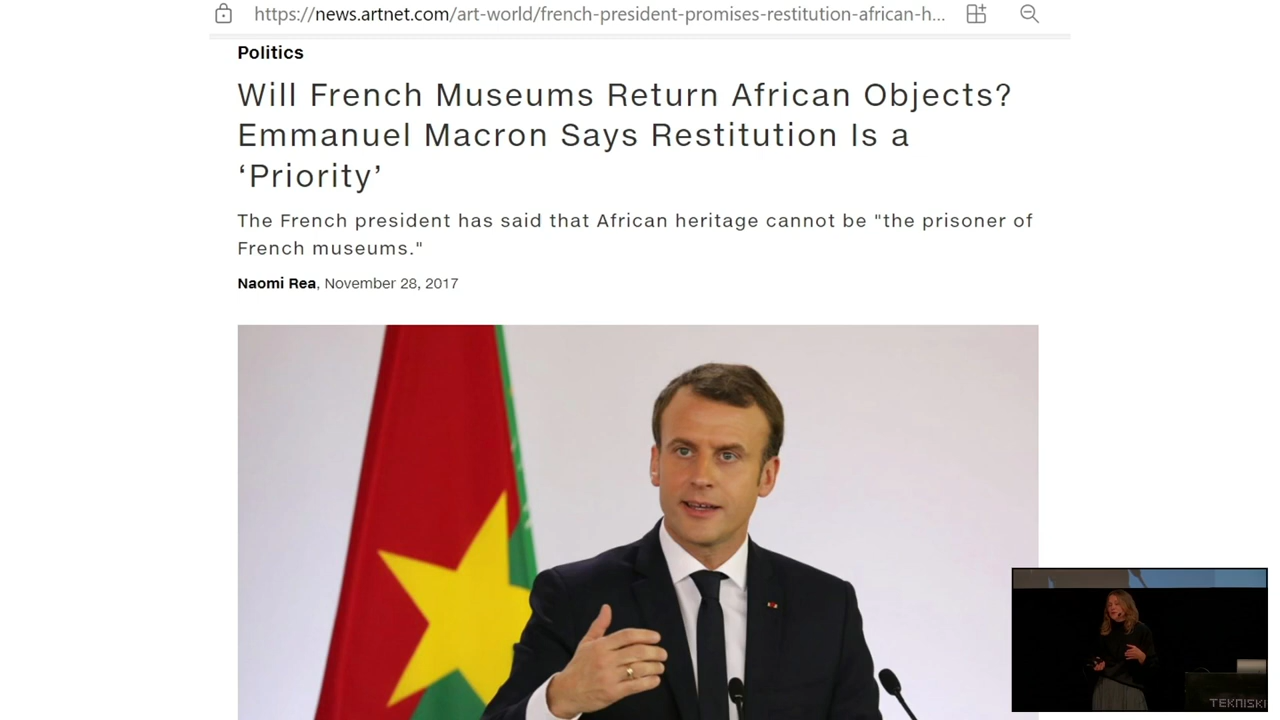 https://news.artnet.com/art-world/french-president-promises-restitution-african-h...
Politics
Will French Museums Return African Objects?
Emmanuel Macron Says Restitution Is a
‘Priority’
The French president has said that African heritage cannot be "the prisoner of
French museums."
Naomi Rea, November 28, 2017
TEKNISK